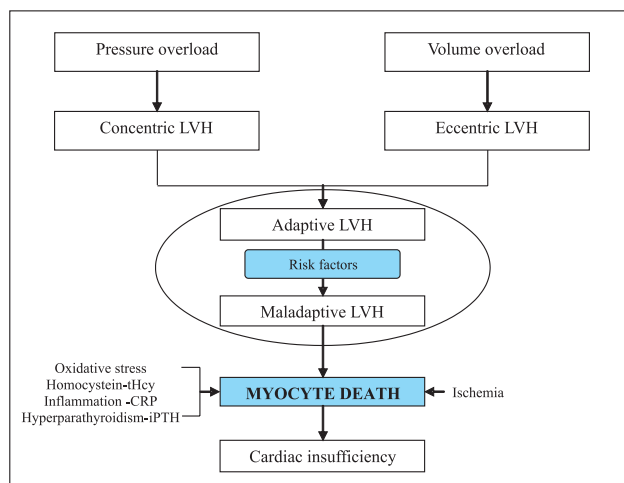 Pressure overload
Volume overload
Concentric LVH
Eccentric LVH
Adaptive LVH
Risk factors
Maladaptive LVH
Oxidative stress
Homocystein-tHcy
Inflammation -CRP
Hyperparathyroidism-iPTH
MYOCYTE DEATH
Ischemia
Cardiac insufficiency